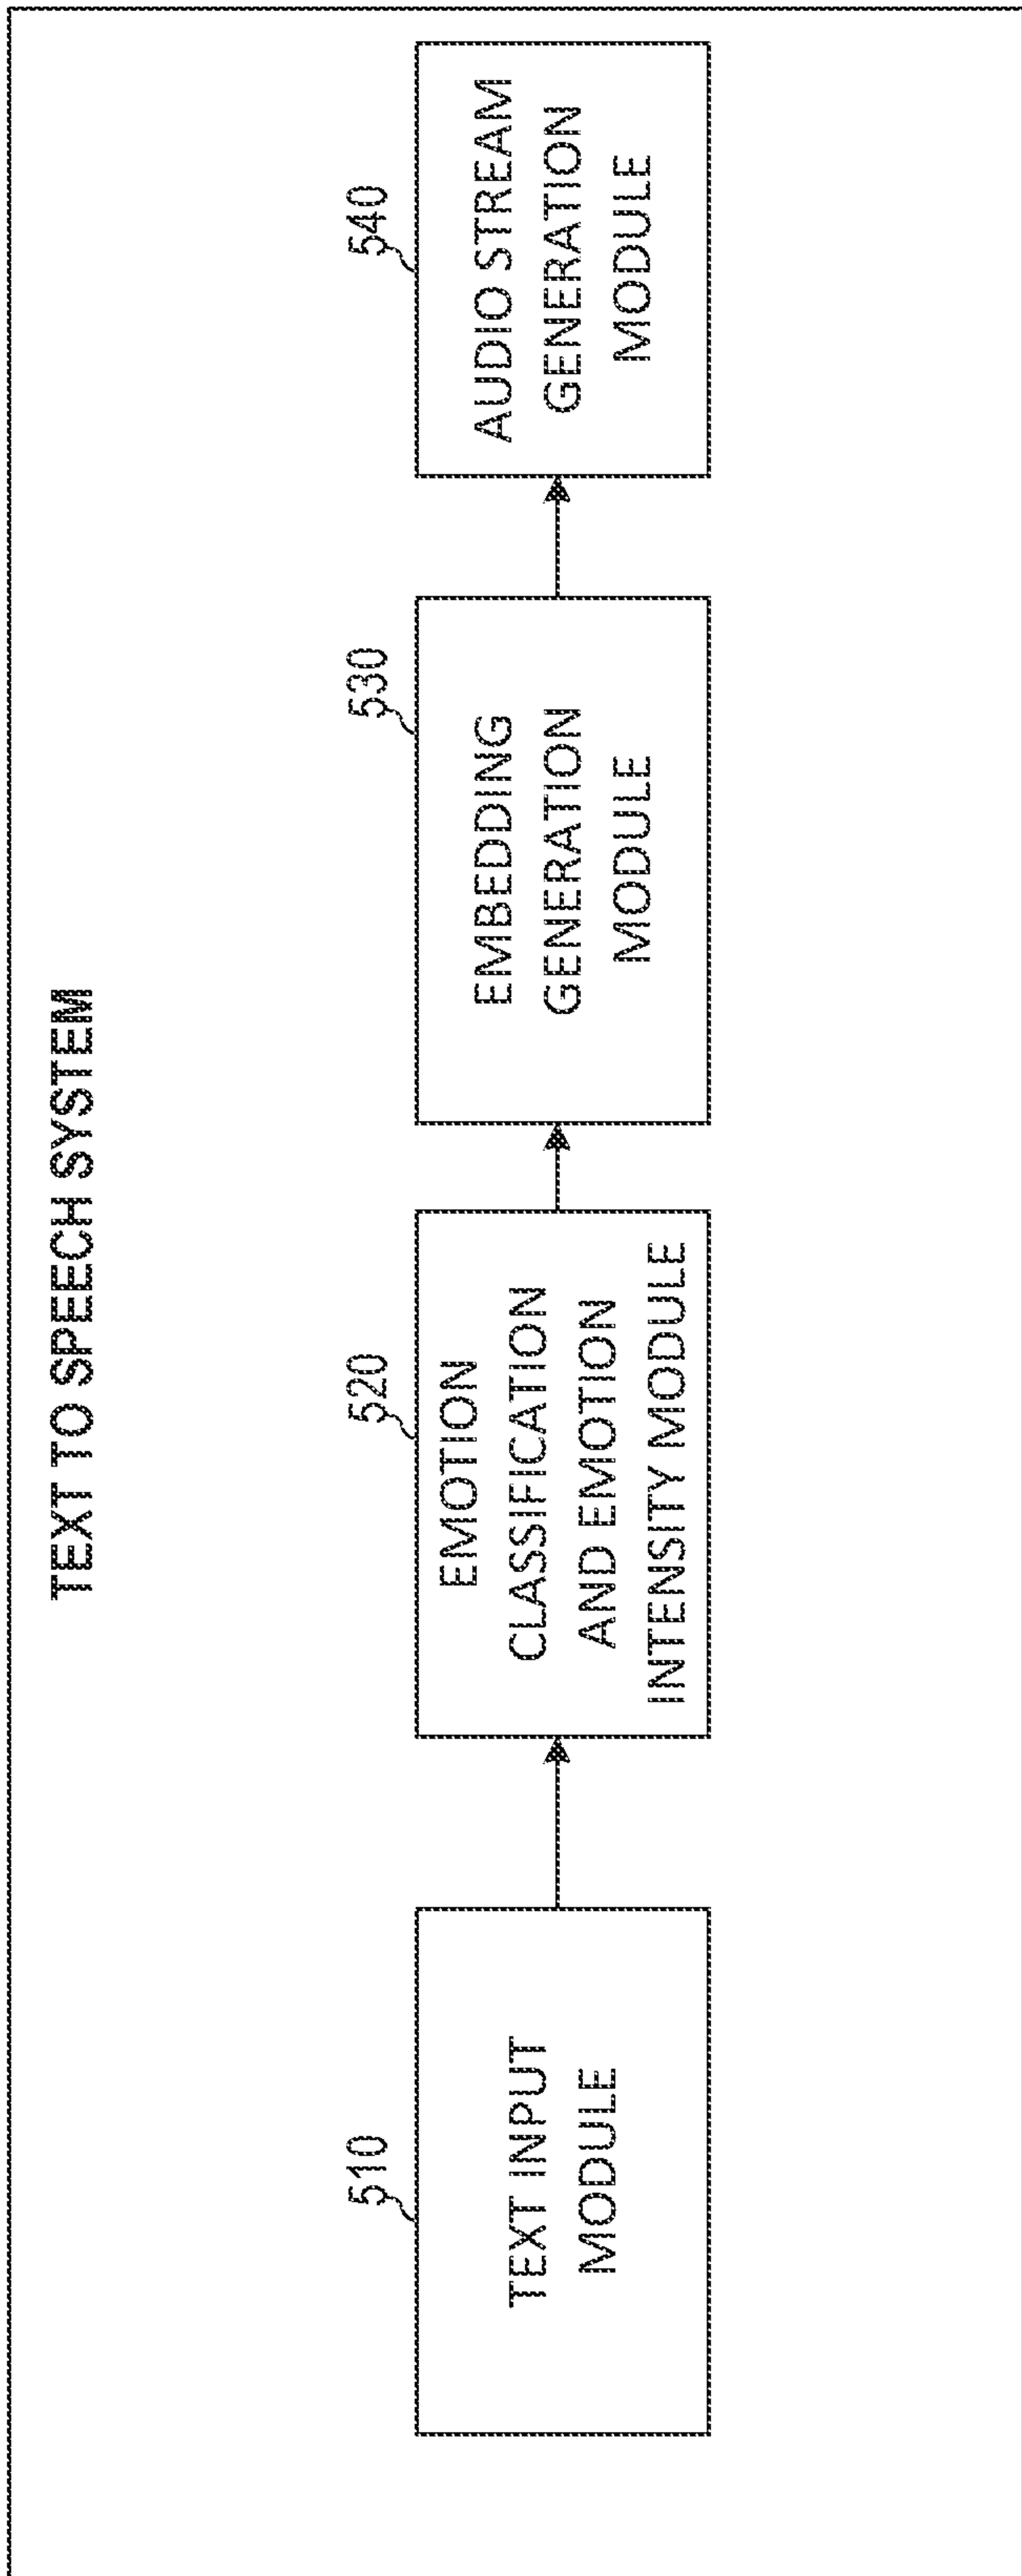 TEXT TO SPEECH SYSTEM
510
TEXT INPUT
MODULE
520
EMOTION
CLASSIFICATION
AND EMOTION
INTENSITY MODULE
530
EMBEDDING
GENERATION
MODULE
540
AUDIO STREAM
GENERATION
MODULE